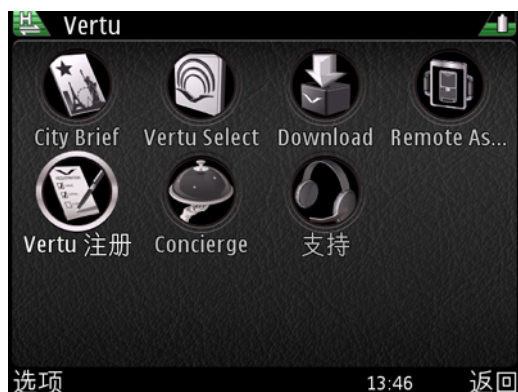 H Vertu
City Brief Vertu Select Download Remote As...
Vertu 注册 Concierge 支持
选项 13:46 返回